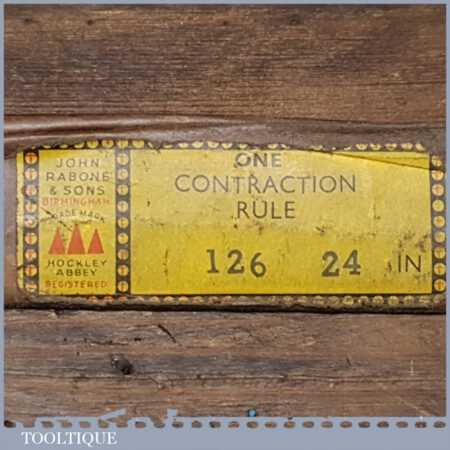 JOHN
RABONE
& SONS
BIRMINGHAM
TRADE MARK
HOCKLEY
ABBEY
REGISTERED
ONE
CONTRACTION
RULE
126 24 IN
TOOLTIQUE